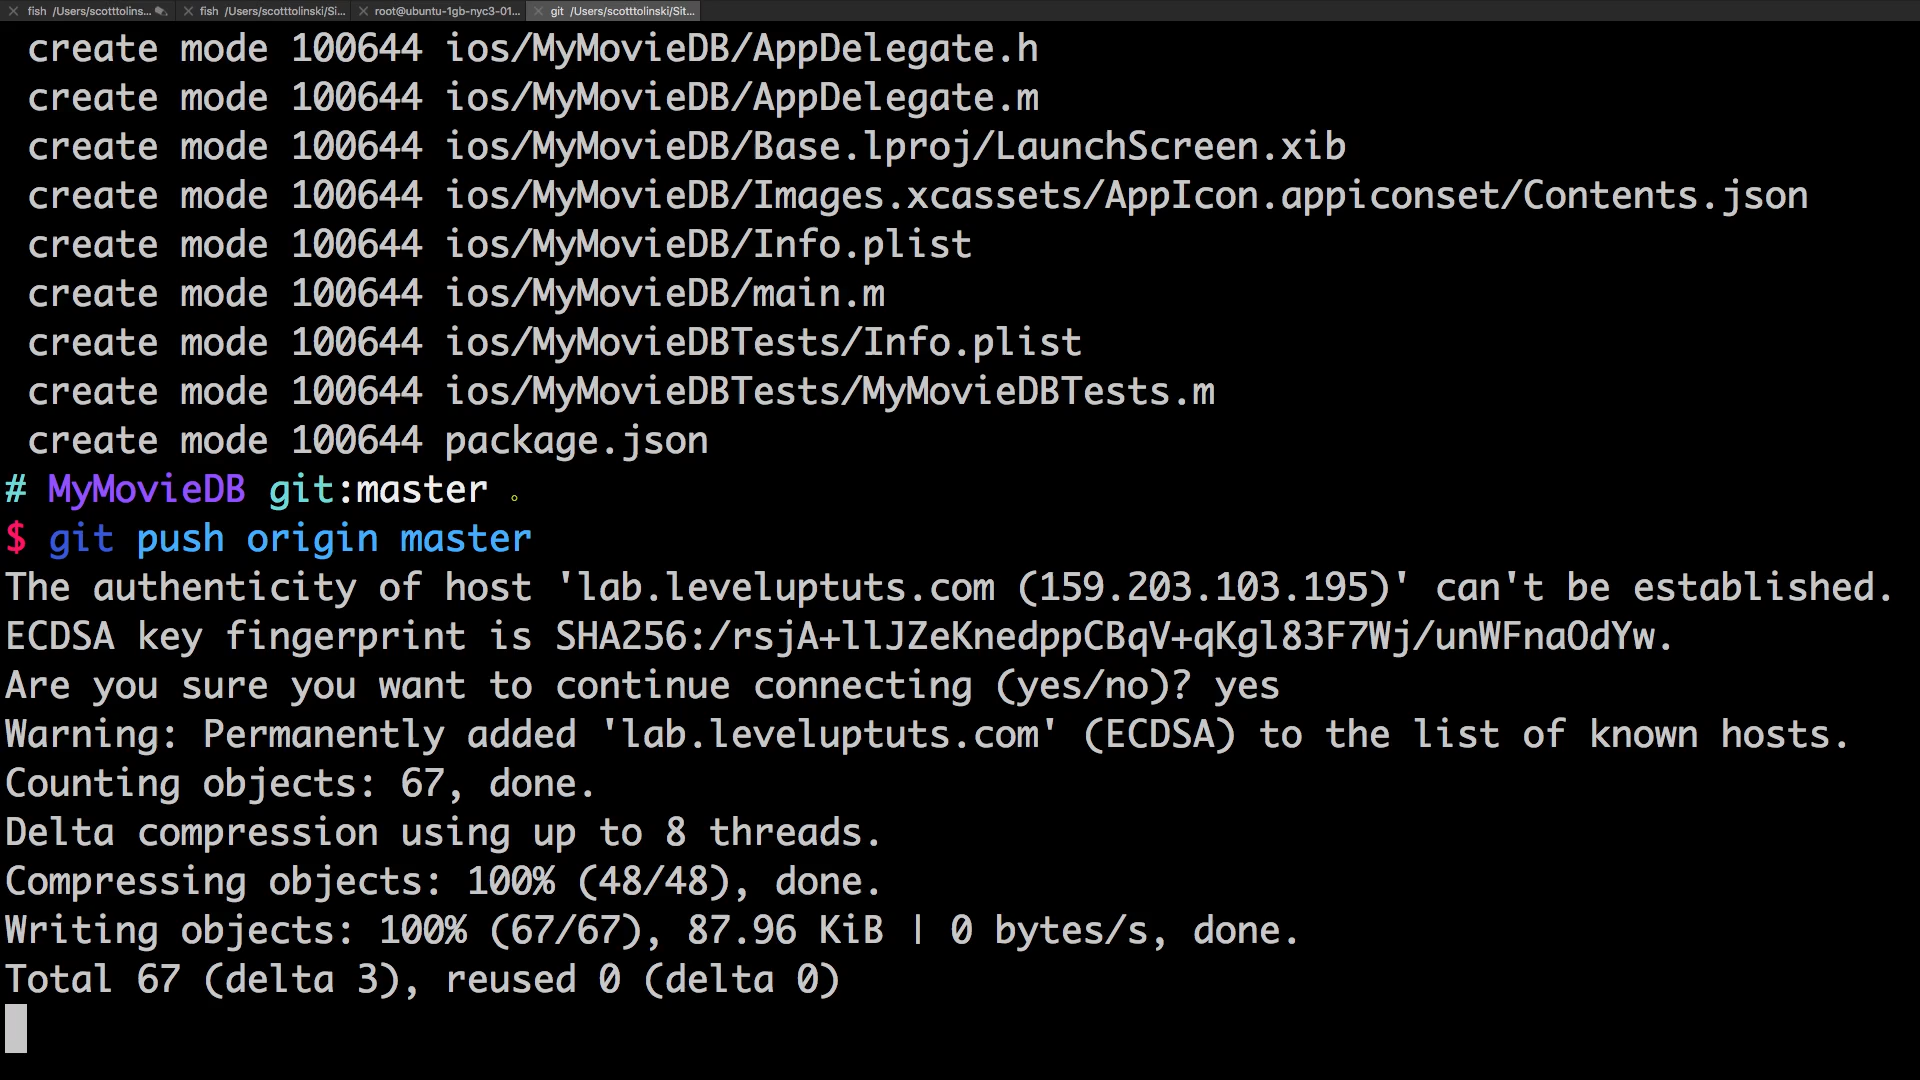 fish /Users/scotttolins...
fish /Users/scotttolinski/Si...
root@ubuntu-1gb-nyc3-01...
git /Users/scotttolinski/Sit...
create mode 100644 ios/MyMovieDB/AppDelegate.h
create mode 100644 ios/MyMovieDB/AppDelegate.m
create mode 100644 ios/MyMovieDB/Base.lproj/LaunchScreen.xib
create mode 100644 ios/MyMovieDB/Images.xcassets/AppIcon.appiconset/Contents.json
create mode 100644 ios/MyMovieDB/Info.plist
create mode 100644 ios/MyMovieDB/main.m
create mode 100644 ios/MyMovieDBTests/Info.plist
create mode 100644 ios/MyMovieDBTests/MyMovieDBTests.m
create mode 100644 package.json
# MyMovieDB git:master 。
$ git push origin master
The authenticity of host 'lab.leveluptuts.com (159.203.103.195)' can't be established.
ECDSA key fingerprint is SHA256:/rsjA+llJZeKnedppCBqV+qKgl83F7Wj/unWFnaOdYw.
Are you sure you want to continue connecting (yes/no)? yes
Warning: Permanently added 'lab.leveluptuts.com' (ECDSA) to the list of known hosts.
Counting objects: 67, done.
Delta compression using up to 8 threads.
Compressing objects: 100% (48/48), done.
Writing objects: 100% (67/67), 87.96 KiB | 0 bytes/s, done.
Total 67 (delta 3), reused 0 (delta 0)